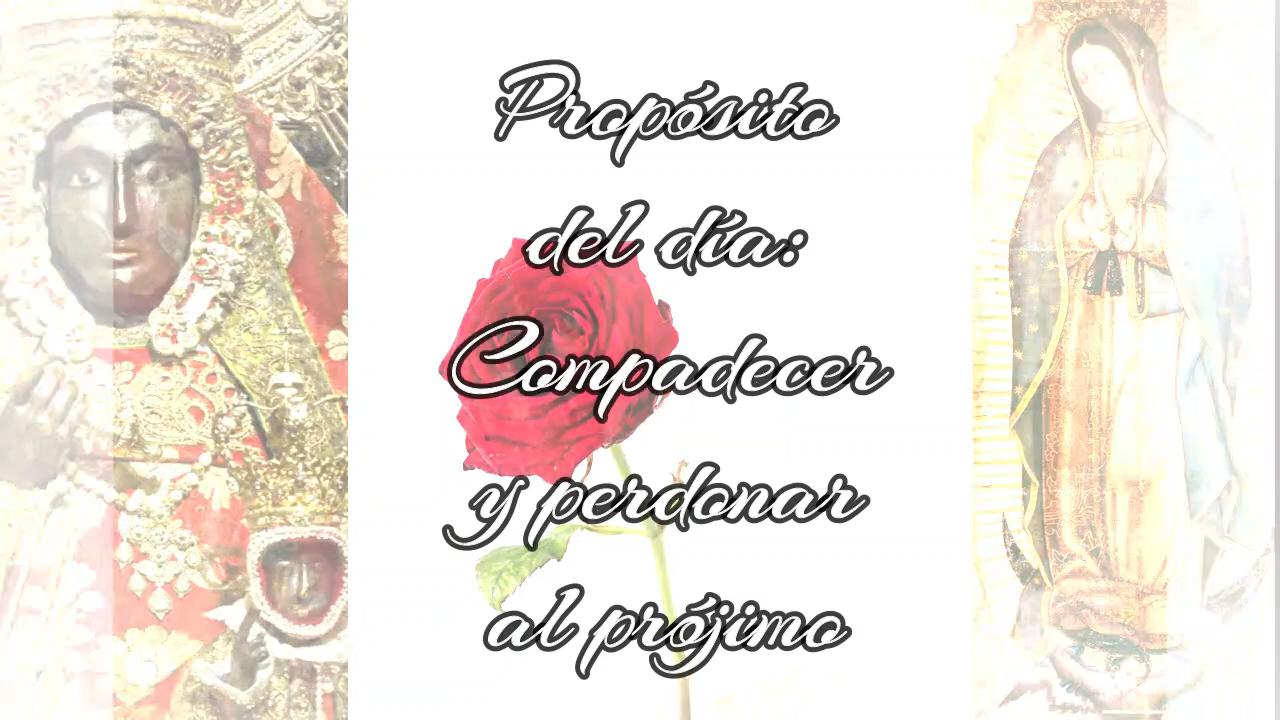 Propósito
del día:
Compadecer
y perdonar
al prójimo